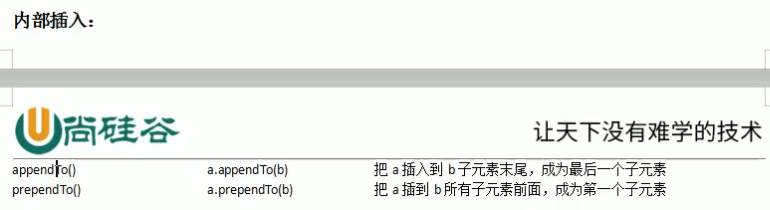 内部插入：
尚硅谷 让天下没有难学的技术
appendTo() a.appendTo(b) 把 a 插入到 b 子元素末尾，成为最后一个子元素
prependTo() a.prependTo(b) 把 a 插到 b 所有子元素前面，成为第一个子元素